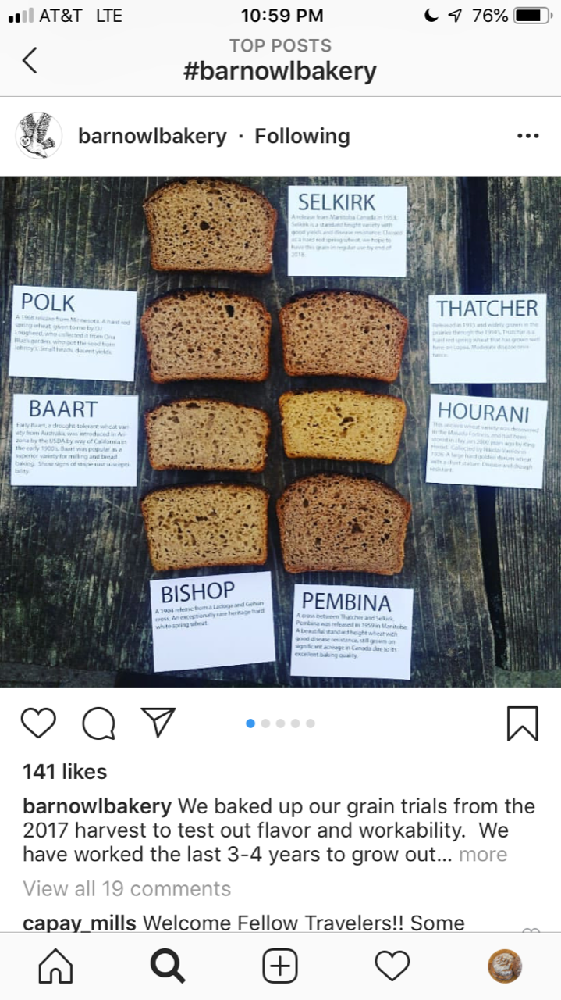 AT&T LTE 10:59 PM 76%
TOP POSTS
#barnowlbakery
barnowlbakery · Following
SELKIRK
A release from Manitoba Canada in 1953,
Selkirk is a standard height variety with
good yields and disease resistance. Classed
as a hard red spring wheat, we hope to
have this grain in regular use by end of
2018.
POLK
A 1968 release from Minnesota. A hard red
spring wheat, given to me by DJ
Lougheed, who collected it from Ona
Blue's garden, who got the seed from
Johnny's. Small heads, decent yields.
THATCHER
Released in 1935 and widely grown in the
prairies through the 1950's, Thatcher is a
hard red spring wheat that has grown well
here on Lopez. Moderate disease resis-
tance.
BAART
Early Baart, a drought-tolerant wheat vari-
ety from Australia, was introduced in Ari-
zona by the USDA by way of California in
the early 1900's. Baart was popular as a
superior variety for milling and bread
baking. Show signs of stripe rust suscepti-
bility.
HOURANI
This ancient wheat variety was discovered
in the Masada Fortress, and had been
stored in clay jars 2000 years ago by King
Herod. Collected by Nikolai Vavilov in
1926. A large hard golden durum wheat
with a short stature. Disease and drough
resistant.
BISHOP
A 1904 release from a Ladoga and Gehun
cross. An exceptionally rare heritage hard
white spring wheat.
PEMBINA
A cross between Thatcher and Selkirk,
Pembina was released in 1959 in Manitoba.
A beautiful standard height wheat with
good disease resistance, still grown on
significant acreage in Canada due to its
excellent baking quality.
141 likes
barnowlbakery We baked up our grain trials from the
2017 harvest to test out flavor and workability. We
have worked the last 3-4 years to grow out... more
View all 19 comments
capay_mills Welcome Fellow Travelers!! Some